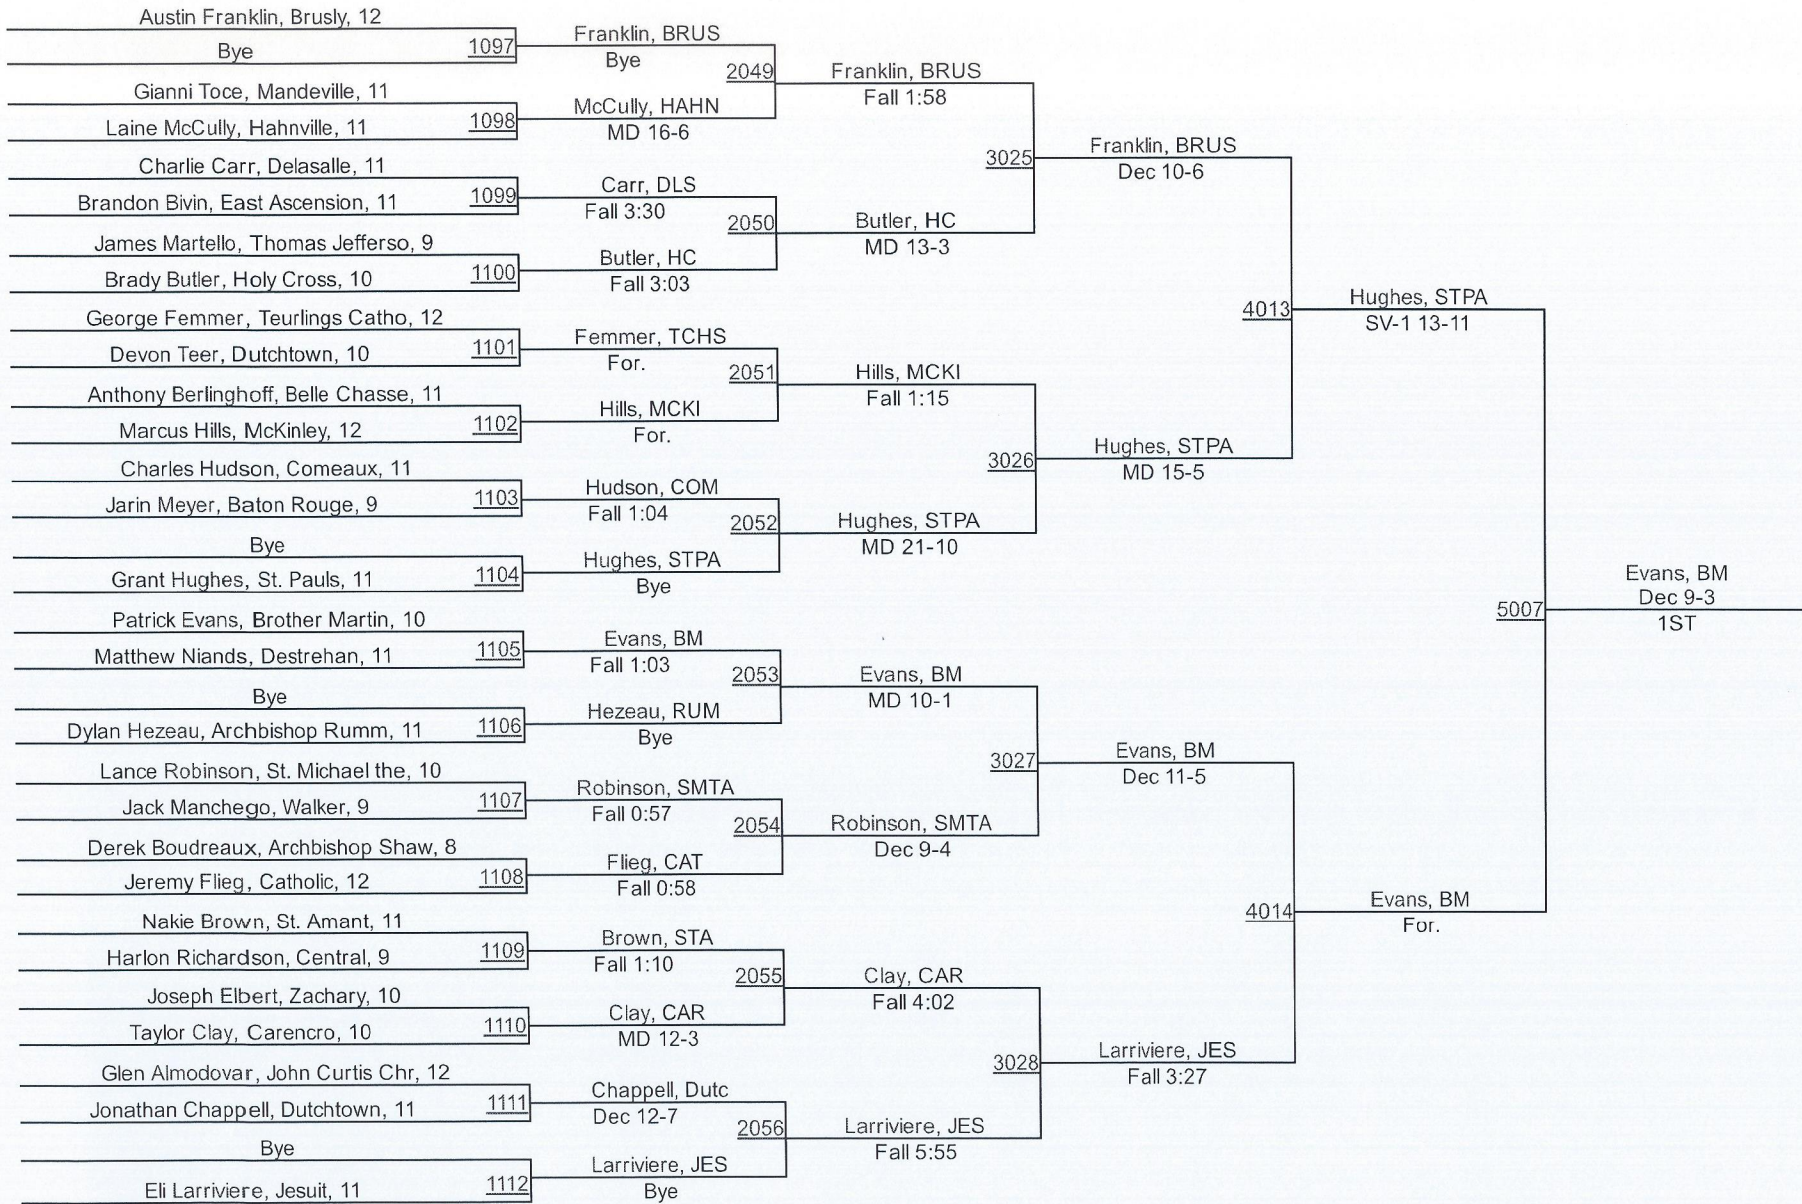 Austin Franklin, Brusly, 12
Bye
1097
Gianni Toce, Mandeville, 11
Laine McCully, Hahnville, 11
1098
Charlie Carr, Delasalle, 11
Brandon Bivin, East Ascension, 11
1099
James Martello, Thomas Jefferso, 9
Brady Butler, Holy Cross, 10
1100
George Femmer, Teurlings Catho, 12
Devon Teer, Dutchtown, 10
1101
Anthony Berlinghoff, Belle Chasse, 11
Marcus Hills, McKinley, 12
1102
Charles Hudson, Comeaux, 11
Jarin Meyer, Baton Rouge, 9
1103
Bye
Grant Hughes, St. Pauls, 11
1104
Patrick Evans, Brother Martin, 10
Matthew Niands, Destrehan, 11
1105
Bye
Dylan Hezeau, Archbishop Rumm, 11
1106
Lance Robinson, St. Michael the, 10
Jack Manchego, Walker, 9
1107
Derek Boudreaux, Archbishop Shaw, 8
Jeremy Flieg, Catholic, 12
1108
Nakie Brown, St. Amant, 11
Harlon Richardson, Central, 9
1109
Joseph Elbert, Zachary, 10
Taylor Clay, Carencro, 10
1110
Glen Almodovar, John Curtis Chr, 12
Jonathan Chappell, Dutchtown, 11
1111
Bye
Eli Larriviere, Jesuit, 11
1112
Franklin, BRUS
Bye
2049
McCully, HAHN
MD 16-6
Carr, DLS
Fall 3:30
2050
Butler, HC
Fall 3:03
Femmer, TCHS
For.
2051
Hills, MCKI
For.
Hudson, COM
Fall 1:04
2052
Hughes, STPA
Bye
Evans, BM
Fall 1:03
2053
Hezeau, RUM
Bye
Robinson, SMTA
Fall 0:57
2054
Flieg, CAT
Fall 0:58
Brown, STA
Fall 1:10
2055
Clay, CAR
MD 12-3
Chappell, Dutc
Dec 12-7
2056
Larriviere, JES
Bye
Franklin, BRUS
Fall 1:58
3025
Butler, HC
MD 13-3
Hills, MCKI
Fall 1:15
3026
Hughes, STPA
MD 21-10
Evans, BM
MD 10-1
3027
Robinson, SMTA
Dec 9-4
Clay, CAR
Fall 4:02
3028
Larriviere, JES
Fall 5:55
Franklin, BRUS
Dec 10-6
4013
Hughes, STPA
MD 15-5
Evans, BM
Dec 11-5
4014
Larriviere, JES
Fall 3:27
Hughes, STPA
SV-1 13-11
5007
Evans, BM
For.
Evans, BM
Dec 9-3
1ST